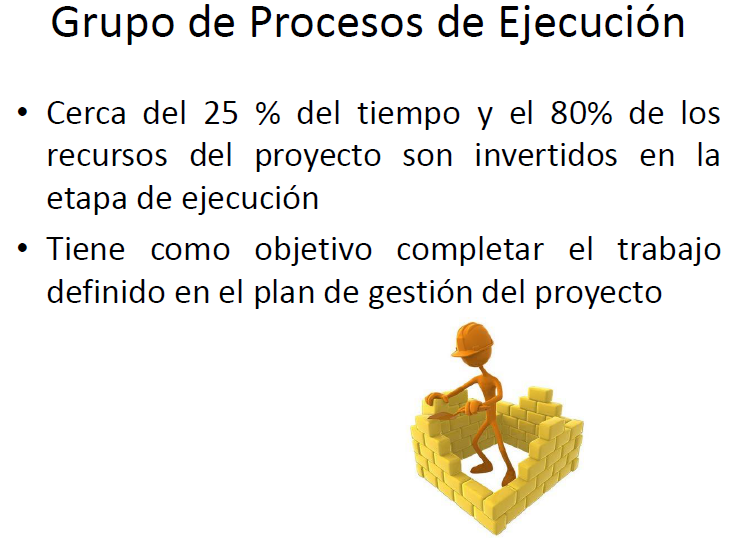 Grupo de Procesos de Ejecución
• Cerca del 25 % del tiempo y el 80% de los
recursos del proyecto son invertidos en la
etapa de ejecución
• Tiene como objetivo completar el trabajo
definido en el plan de gestión del proyecto